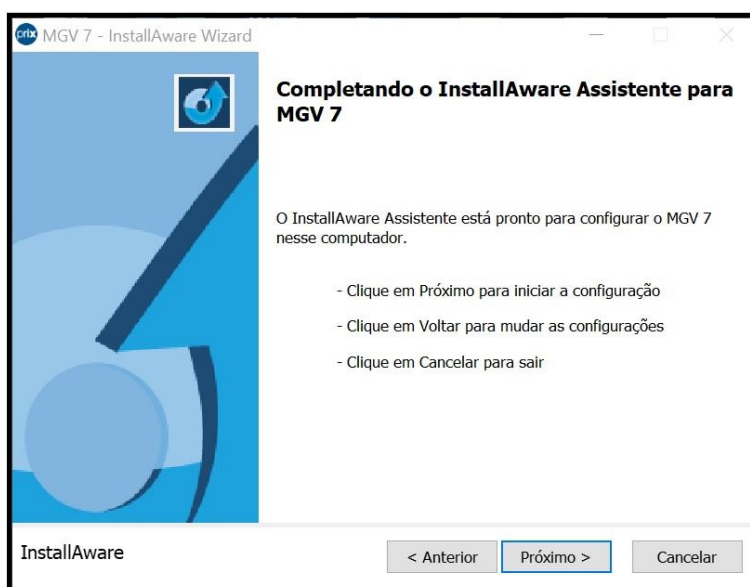 prix MGV 7 - InstallAware Wizard
Completando o InstallAware Assistente para
MGV 7
O InstallAware Assistente está pronto para configurar o MGV 7
nesse computador.
- Clique em Próximo para iniciar a configuração
- Clique em Voltar para mudar as configurações
- Clique em Cancelar para sair
InstallAware
< Anterior
Próximo >
Cancelar